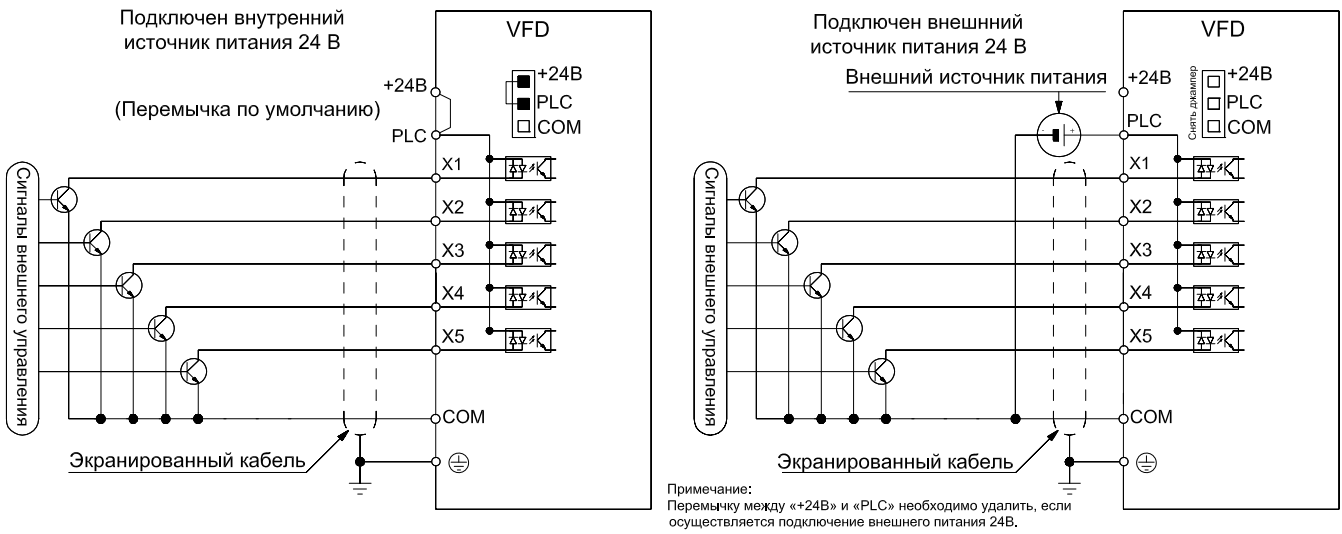 Подключен внутренний
источник питания 24 В
VFD
+24В
PLC
COM
+24В
(Перемычка по умолчанию)
PLC
X1
X2
X3
X4
X5
Сигналы внешнего управления
COM
Экранированный кабель
Подключен внешнний
источник питания 24 В
VFD
Внешний источник питания
+24В
Снять джампер
+24В
PLC
COM
PLC
- +
X1
X2
X3
X4
X5
Сигналы внешнего управления
COM
Экранированный кабель
Примечание:
Перемычку между «+24В» и «PLC» необходимо удалить, если
осуществляется подключение внешнего питания 24В.